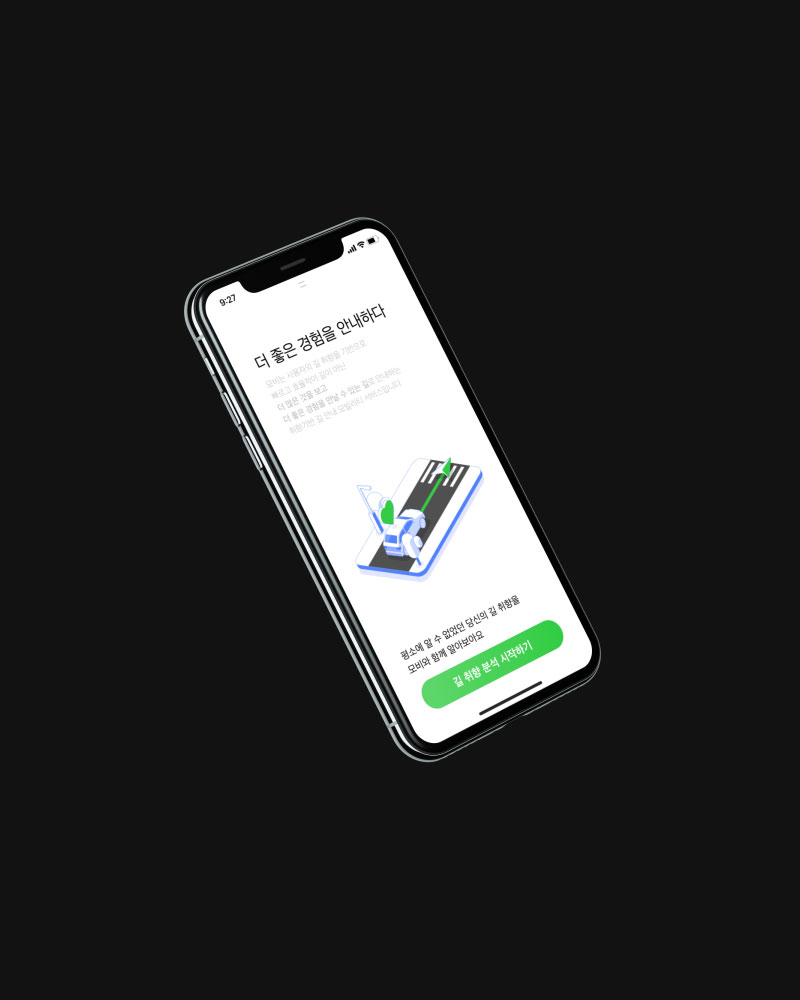 9:27
더 좋은 경험을 안내하다
모비는 사용자의 길 취향을 기반으로
빠르고 효율적이 길이 아닌
더 많은 것을 보고
더 좋은 경험을 만날 수 있는 길로 안내하는
취향기반 길 안내 모빌리티 서비스입니다
평소에 알 수 없었던 당신의 길 취향을
모비와 함께 알아보아요
길 취향 분석 시작하기